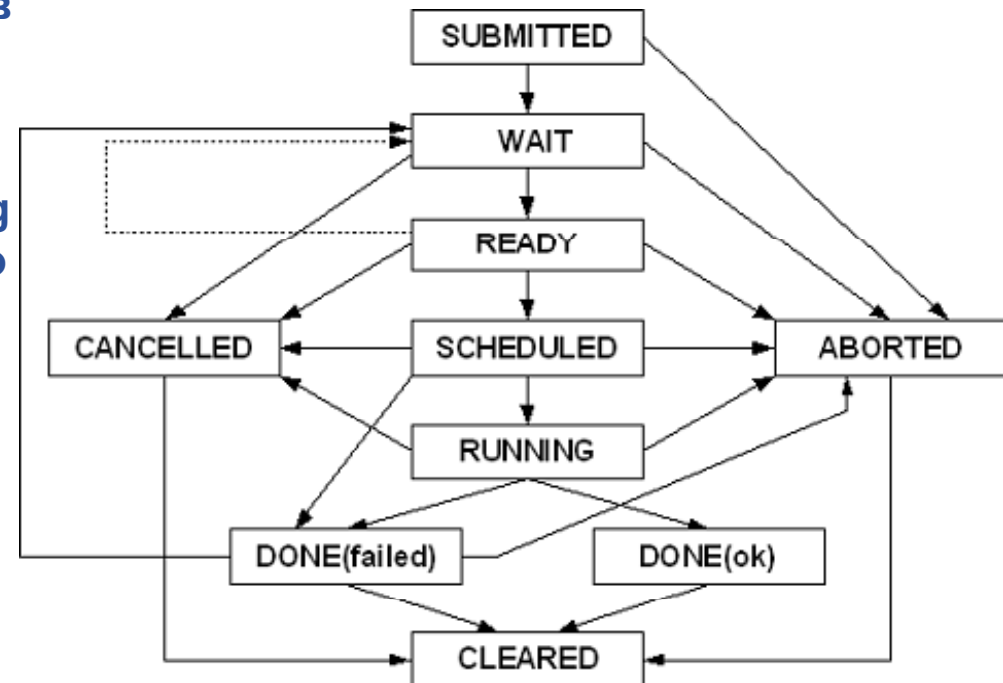 SUBMITTED
WAIT
READY
CANCELLED
SCHEDULED
ABORTED
RUNNING
DONE(failed)
DONE(ok)
CLEARED